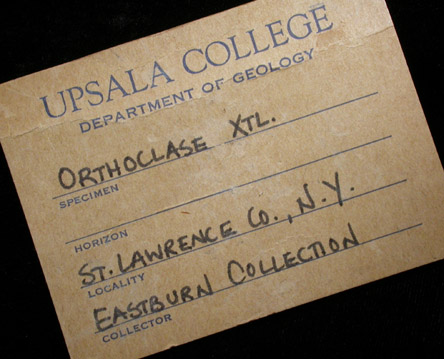 UPSALA COLLEGE
DEPARTMENT OF GEOLOGY
ORTHOCLASE XTL.
SPECIMEN
HORIZON
ST. LAWRENCE CO., N.Y.
LOCALITY
EASTBURN COLLECTION
COLLECTOR